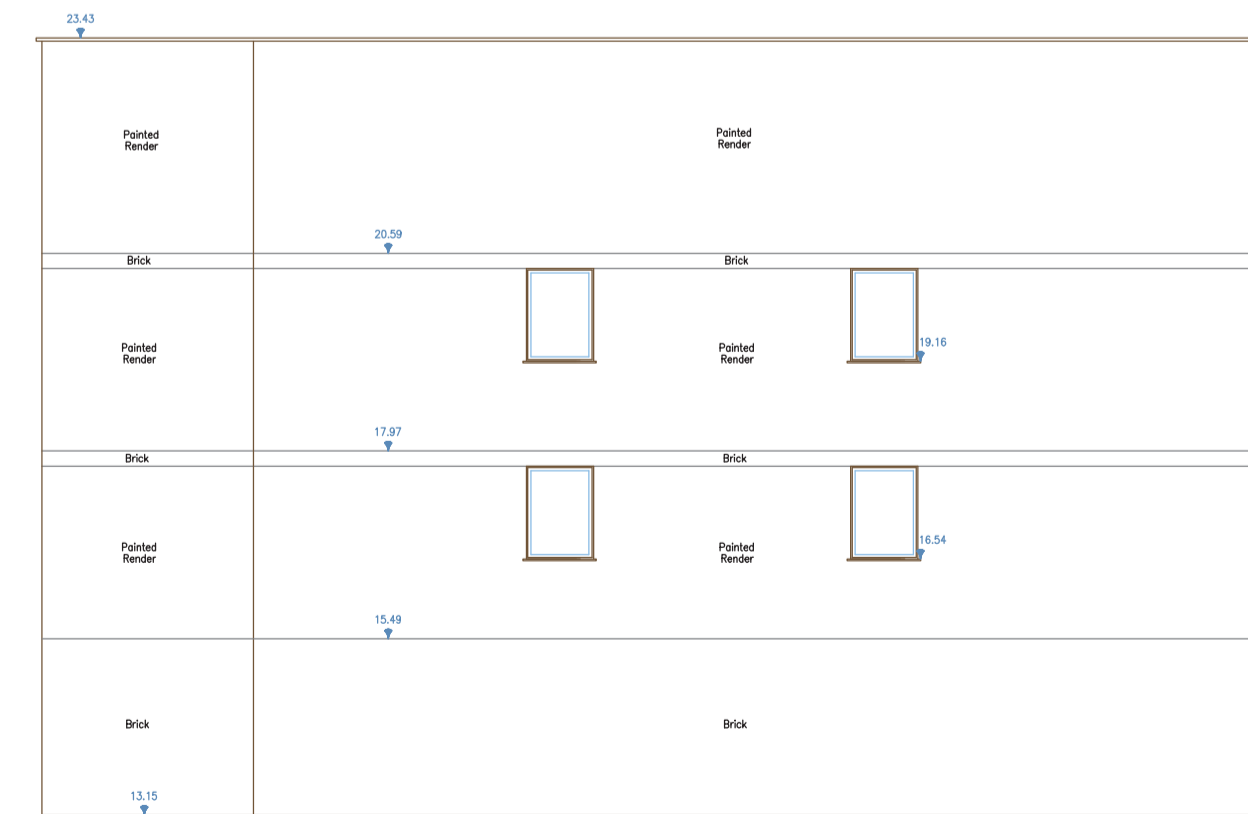 23.43
Painted
Render
Painted
Render
20.59
Brick
Brick
19.16
Painted
Render
Painted
Render
17.97
Brick
Brick
16.54
Painted
Render
Painted
Render
15.49
Brick
Brick
13.15